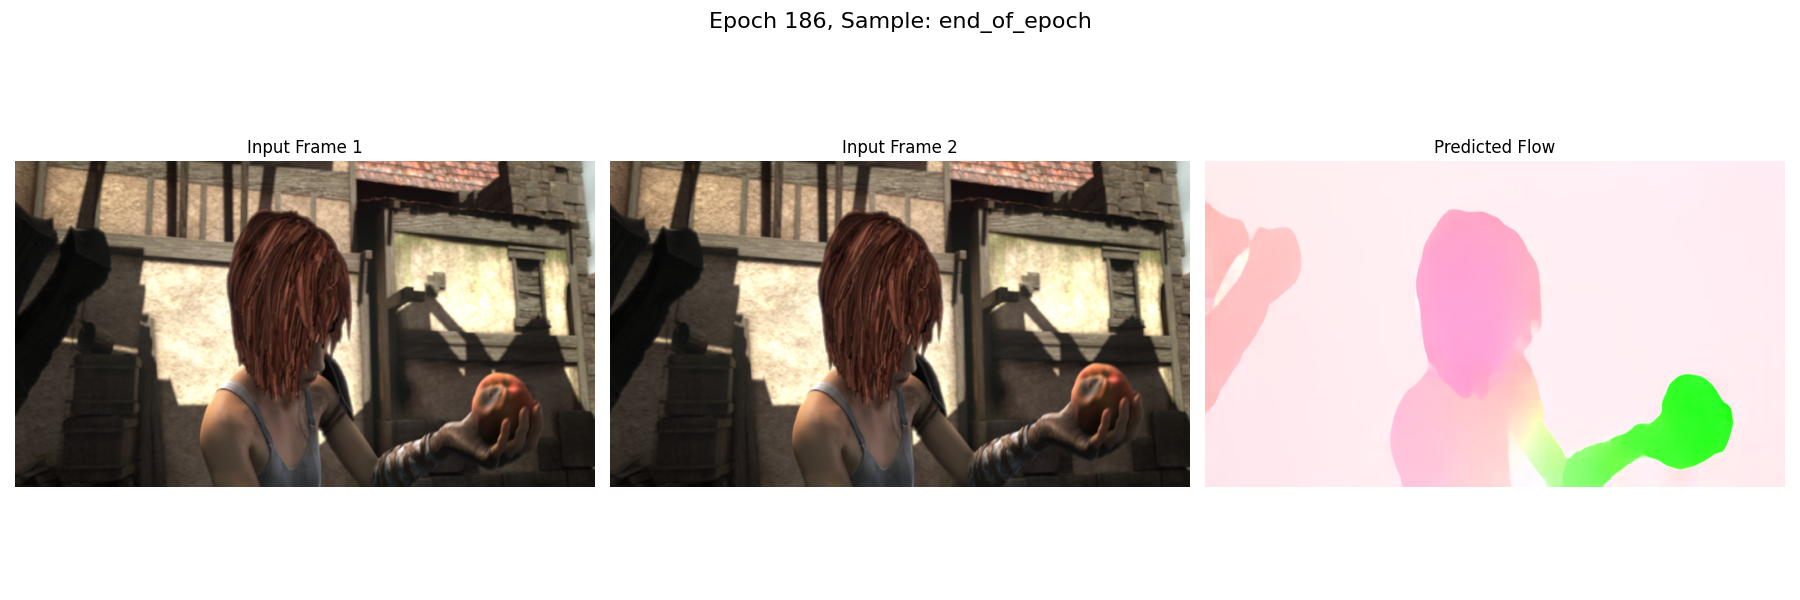 Epoch 186, Sample: end_of_epoch
Input Frame 1
Input Frame 2
Predicted Flow